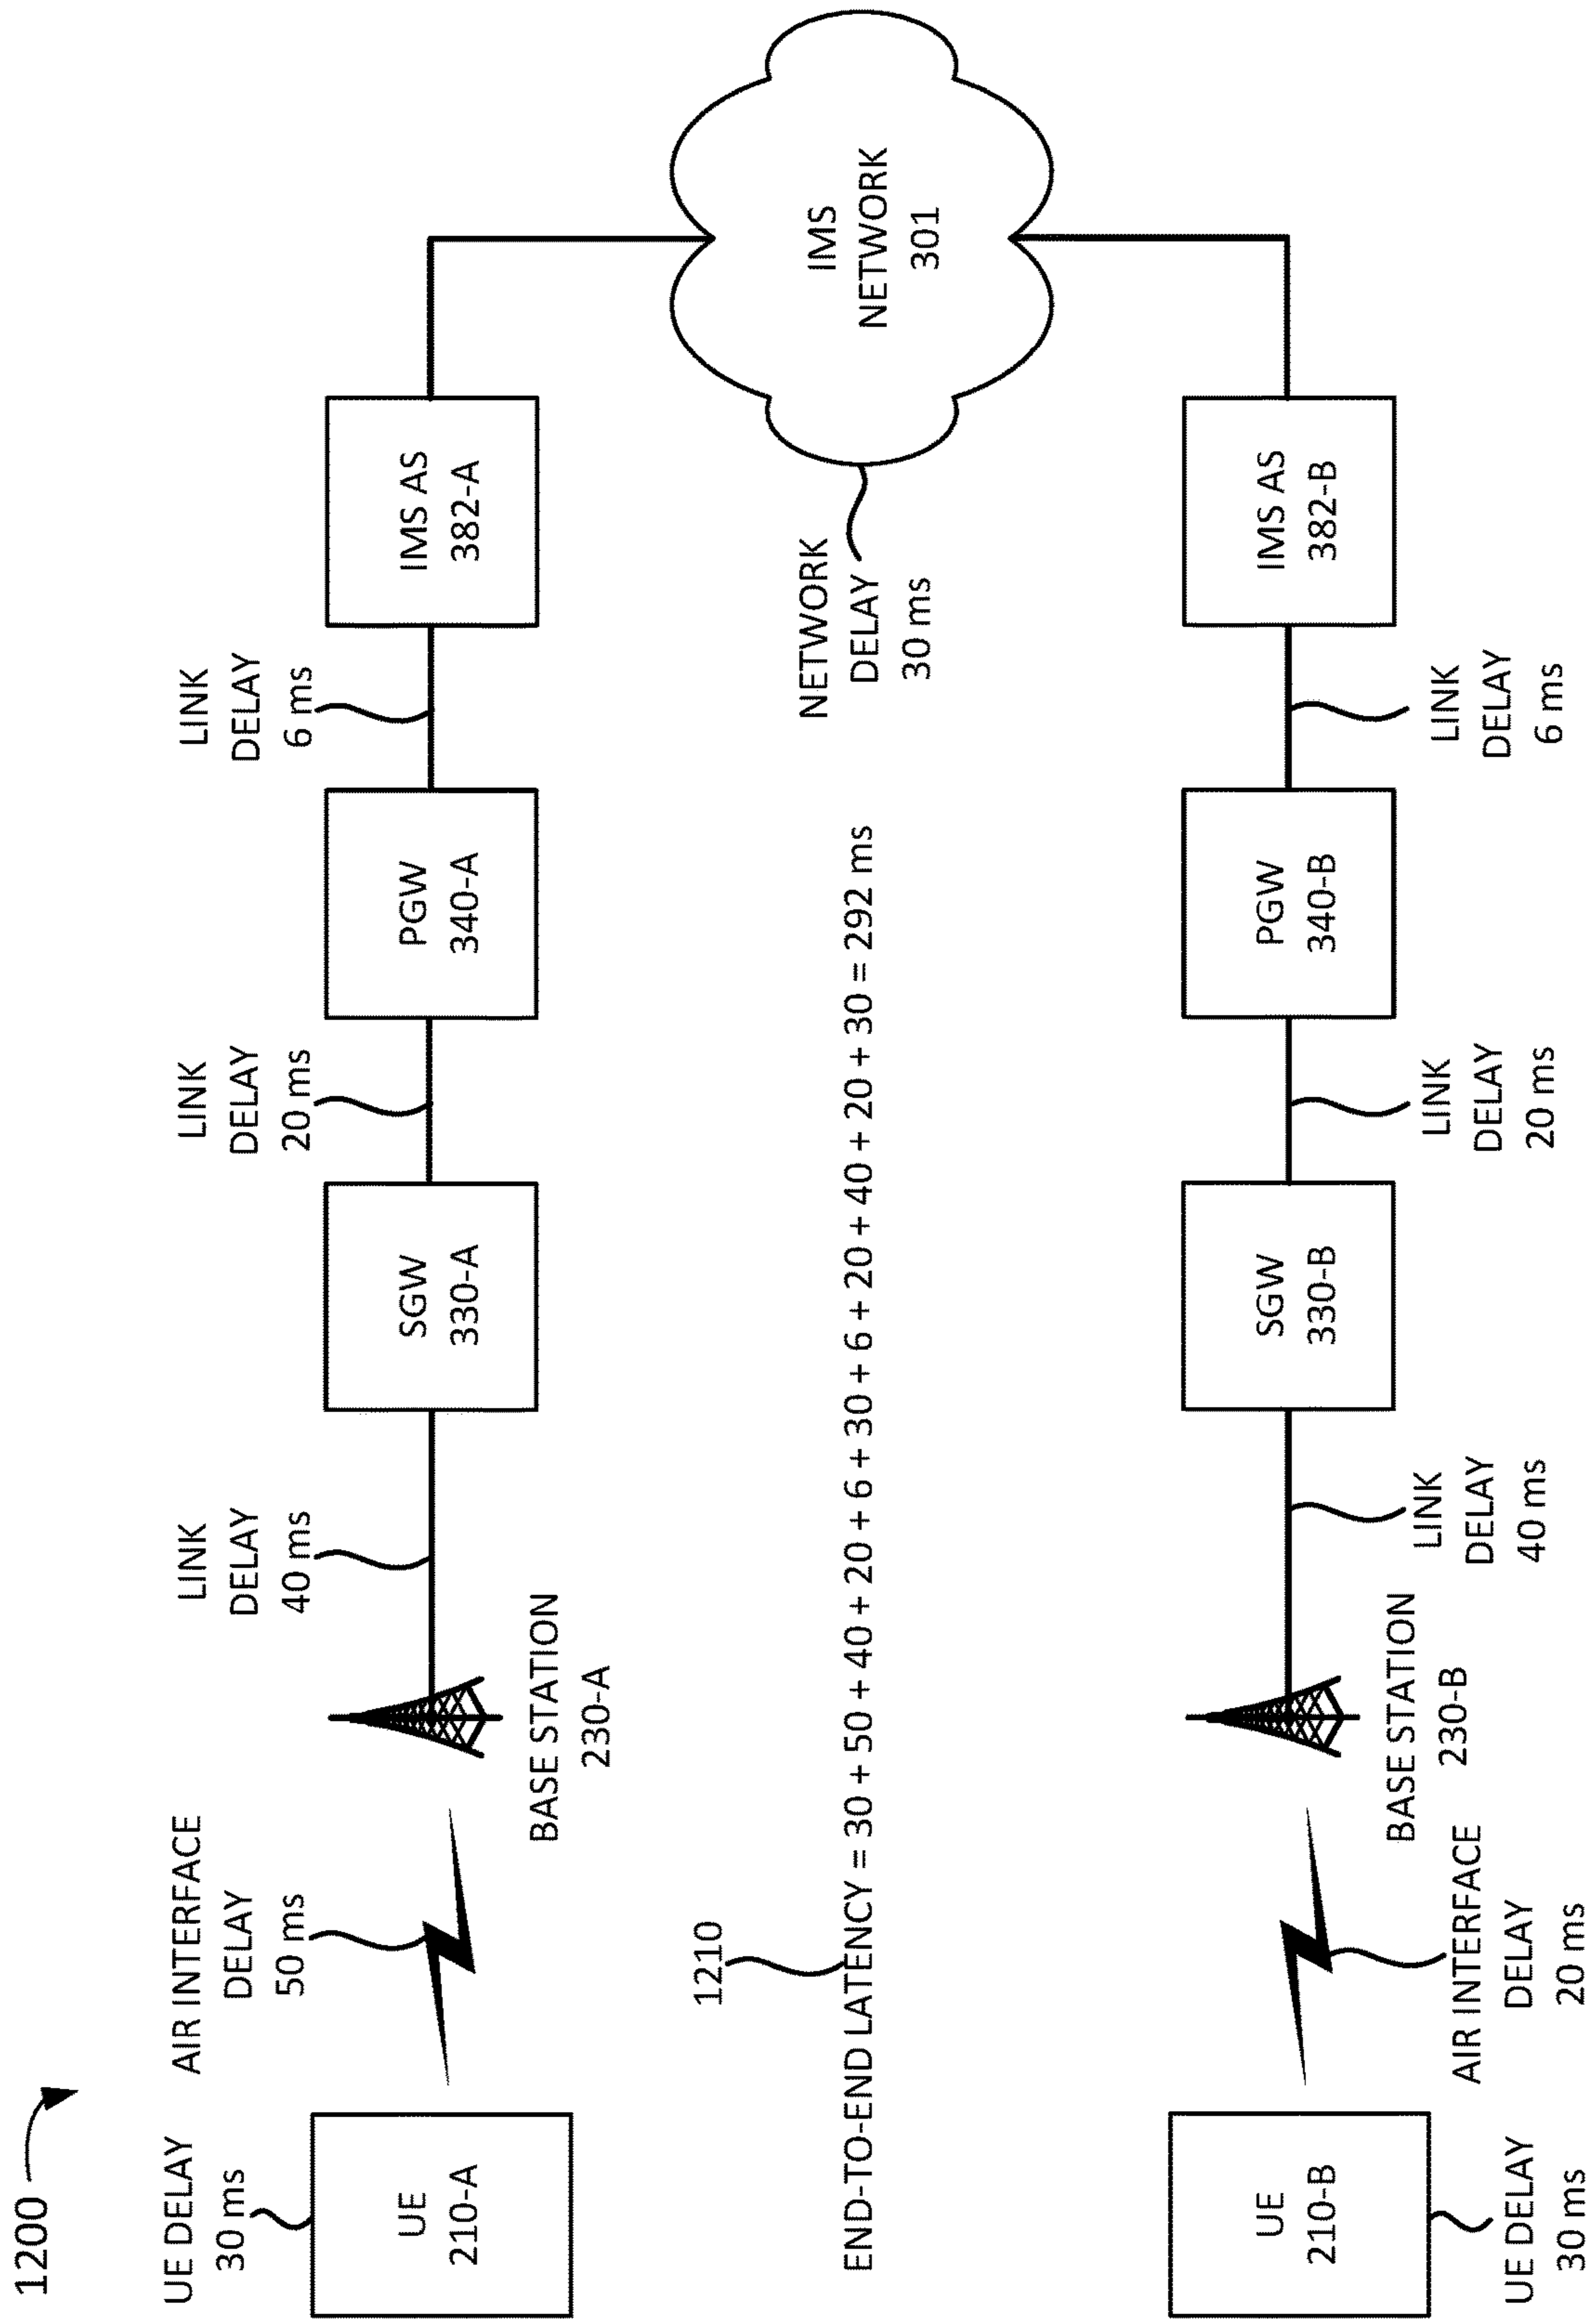 1200
UE DELAY
30 ms
AIR INTERFACE
DELAY
50 ms
LINK
DELAY
40 ms
LINK
DELAY
20 ms
LINK
DELAY
6 ms
UE
210-A
BASE STATION
230-A
SGW
330-A
PGW
340-A
IMS AS
382-A
1210
END-TO-END LATENCY = 30 + 50 + 40 + 20 + 6 + 30 + 6 + 20 + 40 + 20 + 30 = 292 ms
NETWORK
DELAY
30 ms
IMS
NETWORK
301
UE
210-B
BASE STATION
230-B
SGW
330-B
PGW
340-B
IMS AS
382-B
UE DELAY
30 ms
AIR INTERFACE
DELAY
20 ms
LINK
DELAY
40 ms
LINK
DELAY
20 ms
LINK
DELAY
6 ms